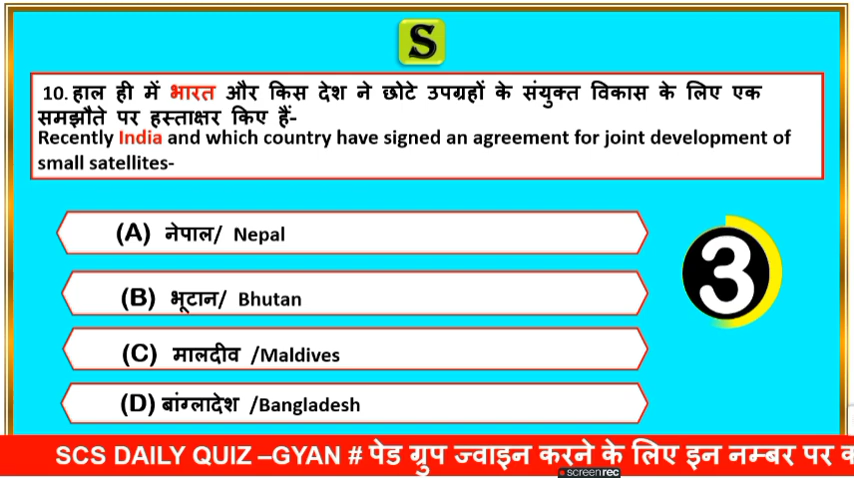 S
10. हाल ही में भारत और किस देश ने छोटे उपग्रहों के संयुक्त विकास के लिए एक
समझौते पर हस्ताक्षर किए हैं-
Recently India and which country have signed an agreement for joint development of
small satellites-
(A) नेपाल/ Nepal
3
(B) भूटान/ Bhutan
(C) मालदीव /Maldives
(D) बांग्लादेश /Bangladesh
SCS DAILY QUIZ –GYAN # पेड ग्रुप ज्वाइन करने के लिए इन नम्बर पर
screenrec